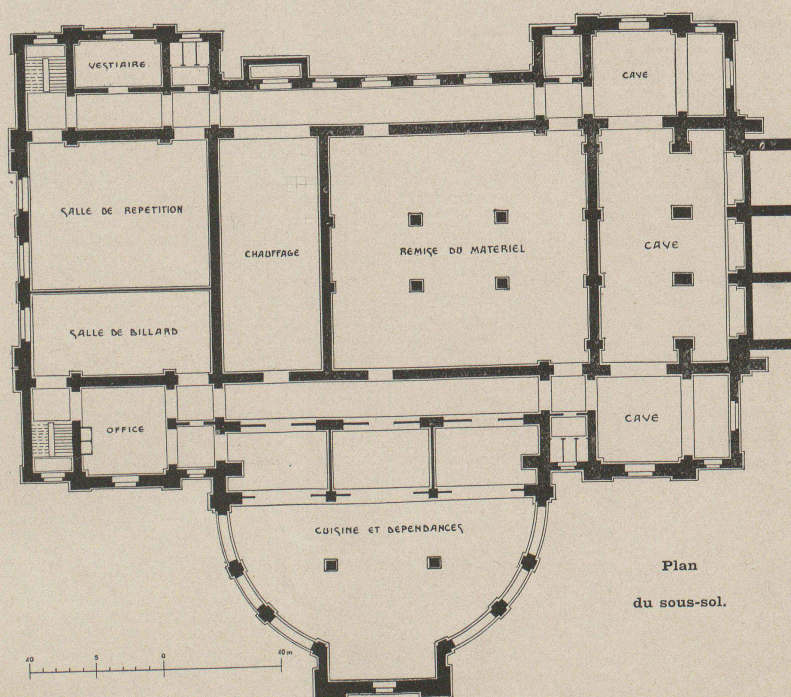 VESTIAIRE
CAVE
SALLE DE REPETITION
CHAUFFAGE
REMISE DU MATERIEL
CAVE
SALLE DE BILLARD
OFFICE
CAVE
CUISINE ET DEPENDANCES
Plan
du sous-sol.
10 5 0 10 m